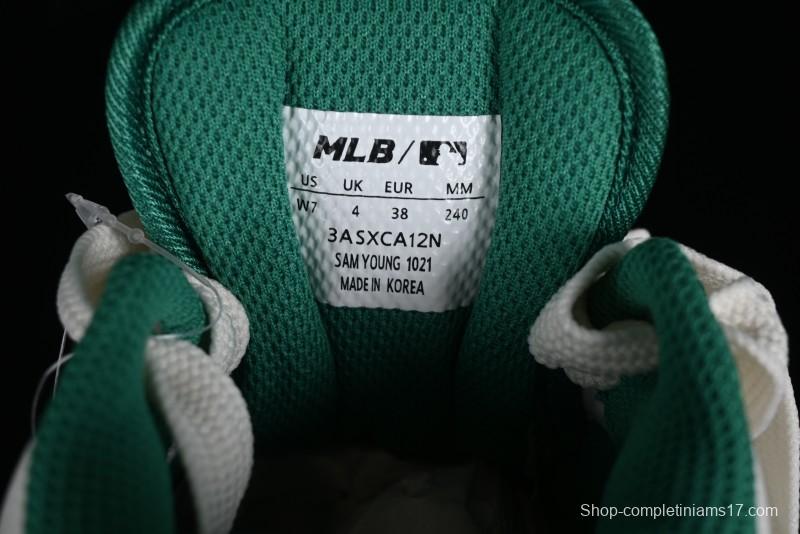 MLB /
US UK EUR MM
W7 4 38 240
3ASXCA12N
SAM YOUNG 1021
MADE IN KOREA
Shop-completiniams17.com